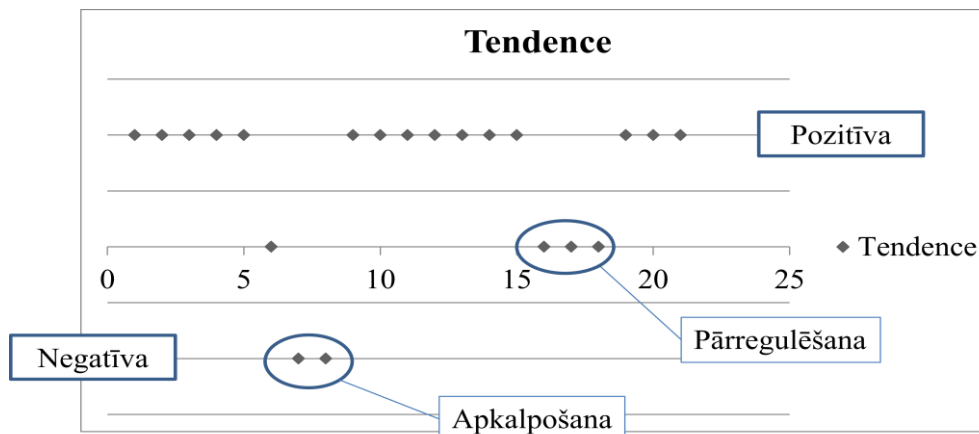 Tendence
Pozitīva
0 5 10 15 20 25
Tendence
Pārregulēšana
Negatīva
Apkalpošana